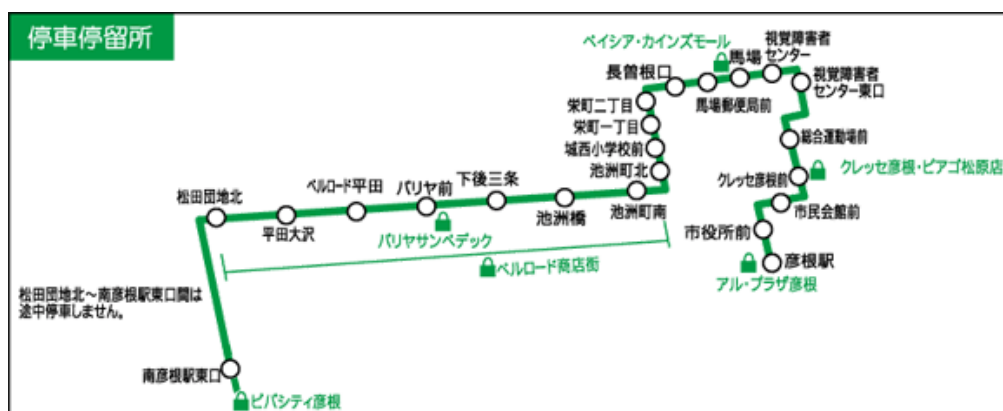 停車停留所
ベイシア・カインズモール
馬場
視覚障害者
センター
長曽根口
馬場郵便局前
視覚障害者
センター東口
栄町二丁目
栄町一丁目
城西小学校前
池洲町北
総合運動場前
クレッセ彦根前
クレッセ彦根・ピアゴ松原店
松田団地北
平田大沢
ベルロード平田
パリヤ前
下後三条
池洲橋
池洲町南
市民会館前
市役所前
彦根駅
アル・プラザ彦根
パリヤサンペデック
ベルロード商店街
松田団地北～南彦根駅東口間は
途中停車しません。
南彦根駅東口
ビバシティ彦根